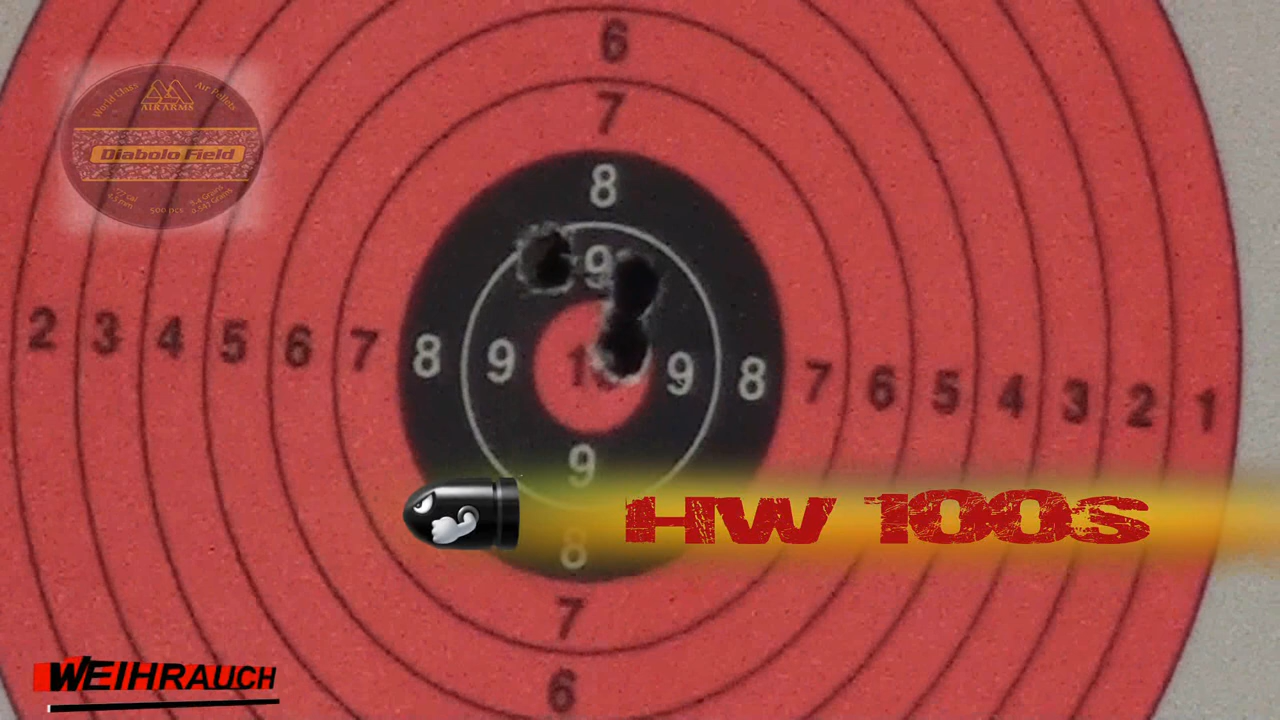 World Class Air Pellets
AIR ARMS
Diabolo Field
500 pcs
6
7
8
9
2 3 4 5 6 7 8 9 10 9 8 7 6 5 4 3 2 1
9
8
7
6
HW 100s
WEIHRAUCH